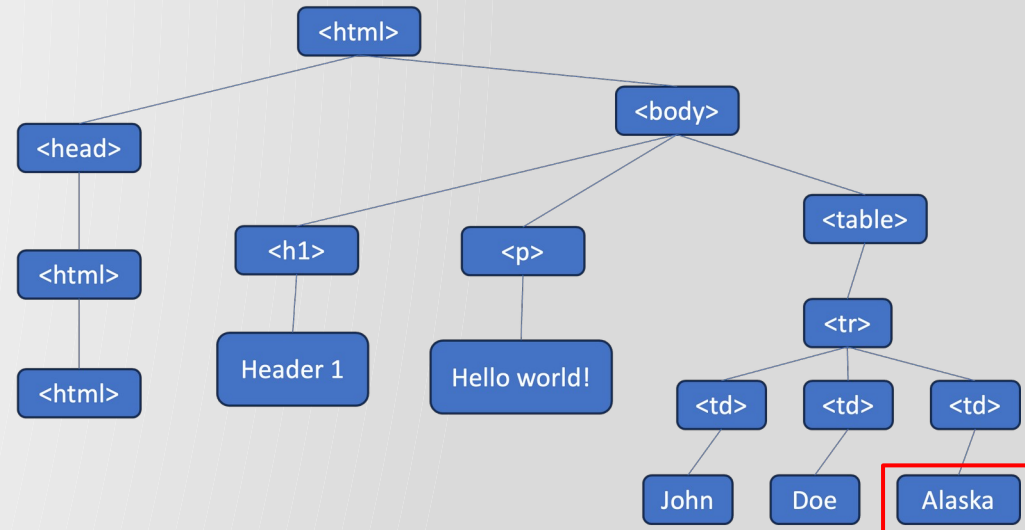 <html>
<body>
<head>
<table>
<h1>
<p>
<html>
<tr>
Header 1
Hello world!
<html>
<td>
<td>
<td>
John
Doe
Alaska